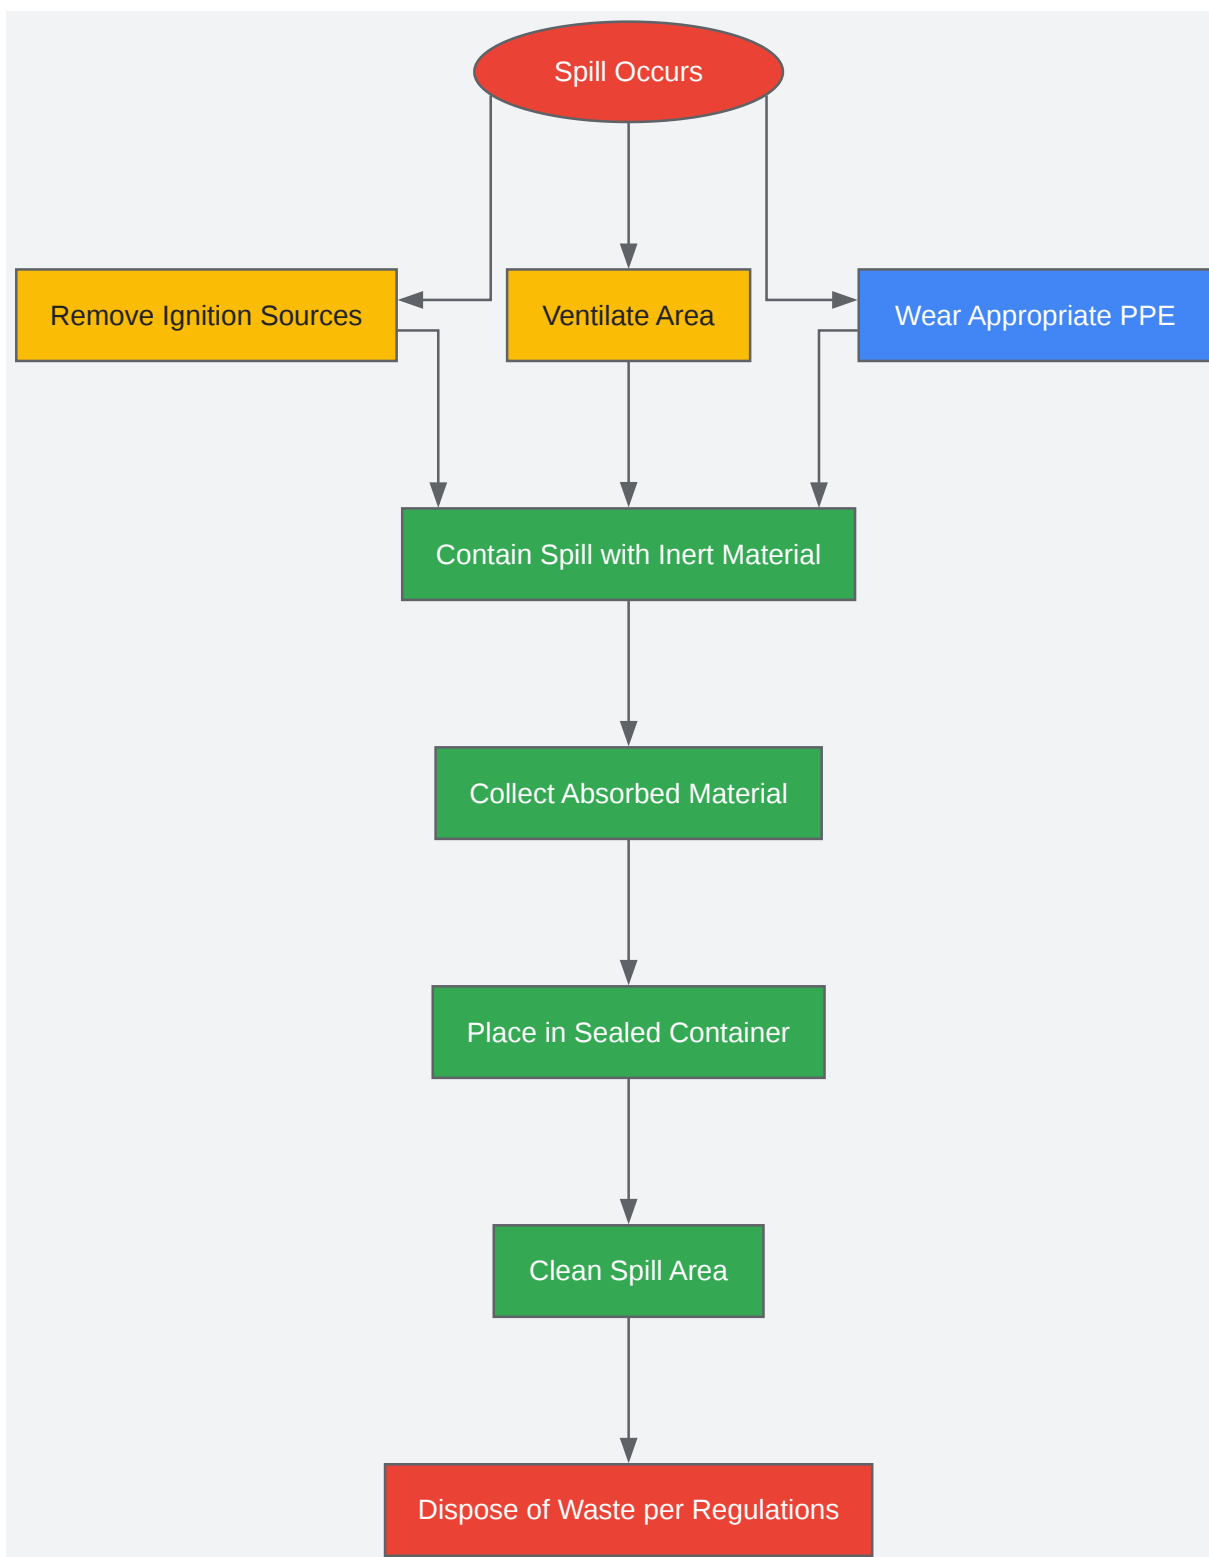 Spill Occurs
Remove Ignition Sources
Ventilate Area
Wear Appropriate PPE
Contain Spill with Inert Material
Collect Absorbed Material
Place in Sealed Container
Clean Spill Area
Dispose of Waste per Regulations